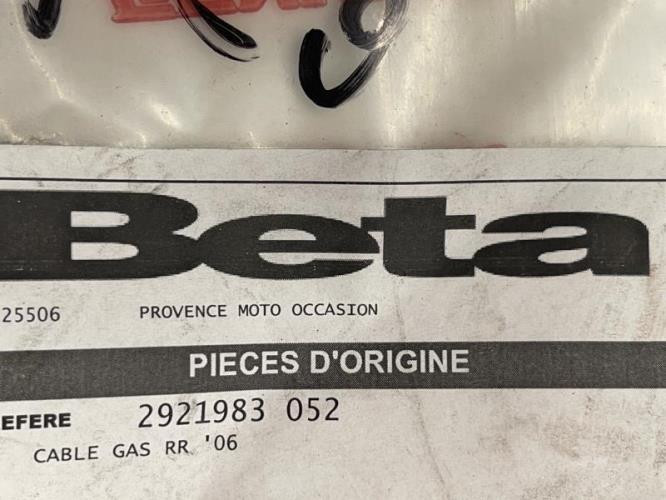 Beta
25506 PROVENCE MOTO OCCASION
PIECES D'ORIGINE
EFERE 2921983 052
CABLE GAS RR '06